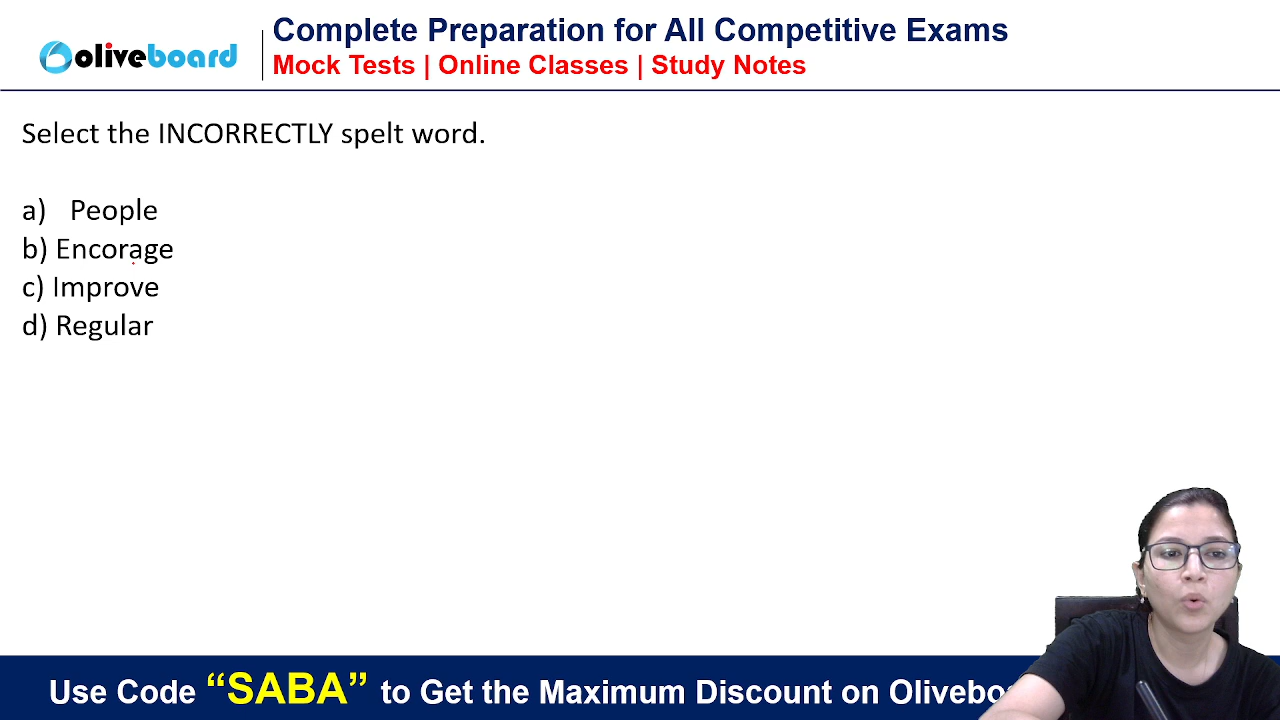 oliveboard
Complete Preparation for All Competitive Exams
Mock Tests | Online Classes | Study Notes
Select the INCORRECTLY spelt word.
a) People
b) Encorage
c) Improve
d) Regular
Use Code “SABA” to Get the Maximum Discount on